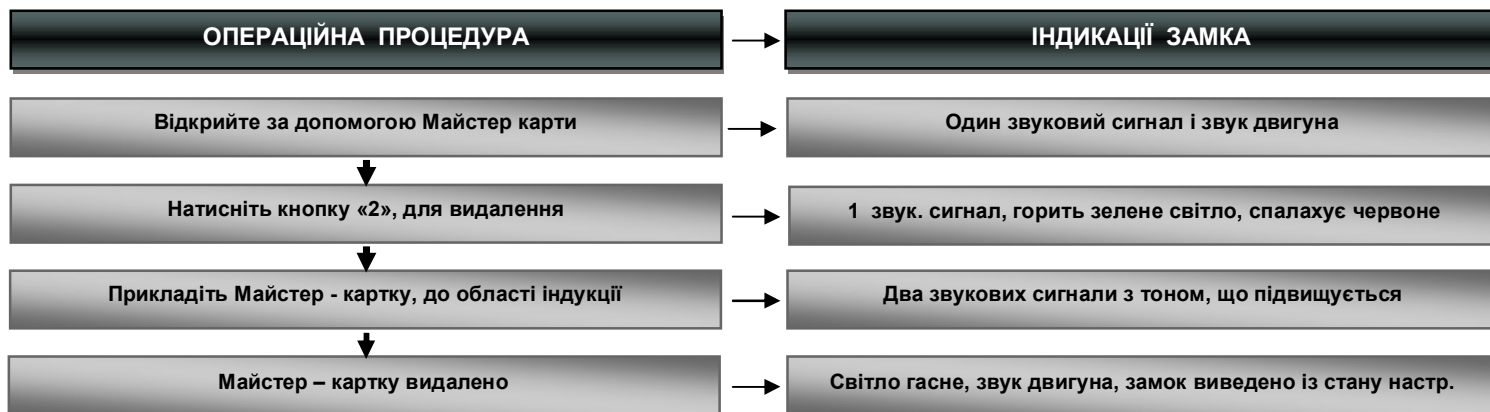 ОПЕРАЦІЙНА ПРОЦЕДУРА
ІНДИКАЦІЇ ЗАМКА
Відкрийте за допомогою Майстер карти
Один звуковий сигнал і звук двигуна
Натисніть кнопку «2», для видалення
1 звук. сигнал, горить зелене світло, спалахує червоне
Прикладіть Майстер - картку, до області індукції
Два звукових сигнали з тоном, що підвищується
Майстер – картку видалено
Світло гасне, звук двигуна, замок виведено із стану настр.